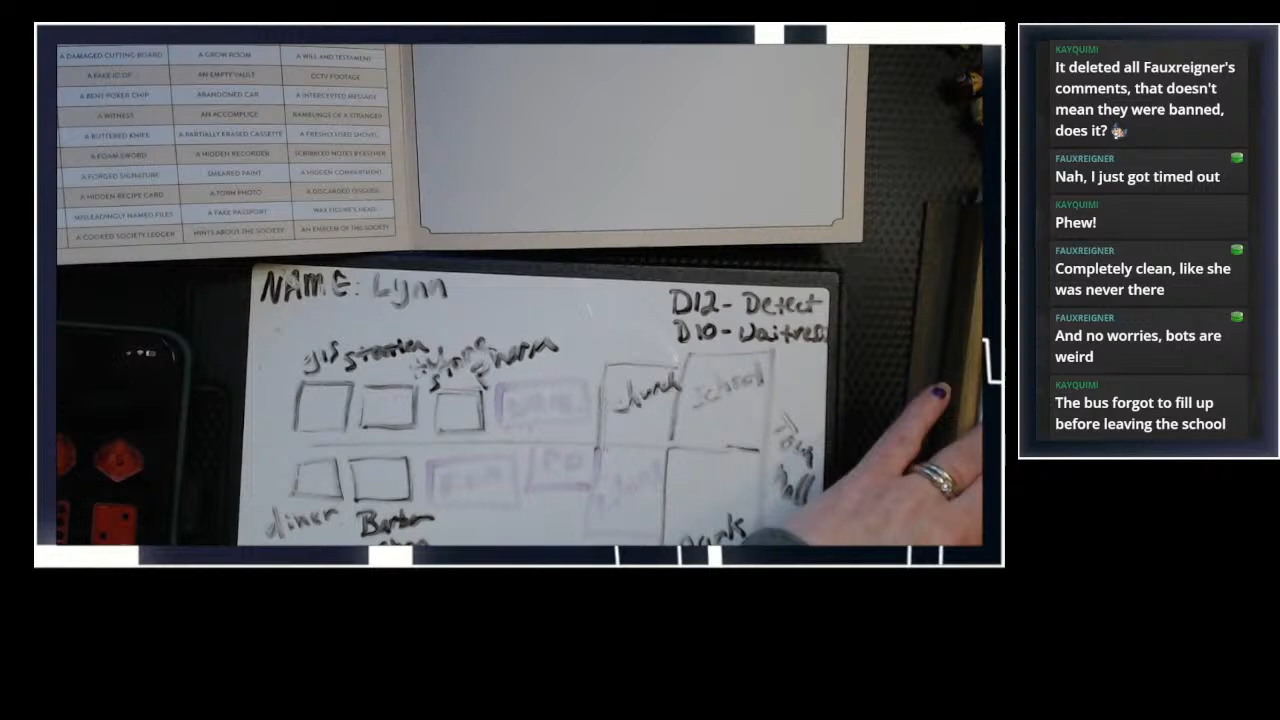 A DAMAGED CUTTING BOARD
A GROW ROOM
A WILL AND TESTAMENT
A FAKE ID OF
AN EMPTY VAULT
CCTV FOOTAGE
A BENT POKER CHIP
ABANDONED CAR
A INTERCEPTED MESSAGE
A WITNESS
AN ACCOMPLICE
RAMBLINGS OF A STRANGER
A BUTTERED KNIFE
A PARTIALLY ERASED CASSETTE
A FRESHLY USED SHOVEL
A FOAM SWORD
A HIDDEN RECORDER
SCRIBBLED NOTES BY ESTHER
A FORGED SIGNATURE
SMEARED PAINT
A HIDDEN COMPARTMENT
A HIDDEN RECIPE CARD
A TORN PHOTO
A DISCARDED DISGUISE
MISLEADINGLY NAMED FILES
A FAKE PASSPORT
WAX FIGURE'S HEAD
A COOKED SOCIETY LEDGER
HINTS ABOUT THE SOCIETY
AN EMBLEM OF THE SOCIETY
NAME: Lynn
D12 - Detect
D10 - Waitress
gas station
pharm
church
school
Town
hall
diner
Barber
KAYQUIMI
It deleted all Fauxreigner's
comments, that doesn't
mean they were banned,
does it?
FAUXREIGNER
Nah, I just got timed out
KAYQUIMI
Phew!
FAUXREIGNER
Completely clean, like she
was never there
FAUXREIGNER
And no worries, bots are
weird
KAYQUIMI
The bus forgot to fill up
before leaving the school